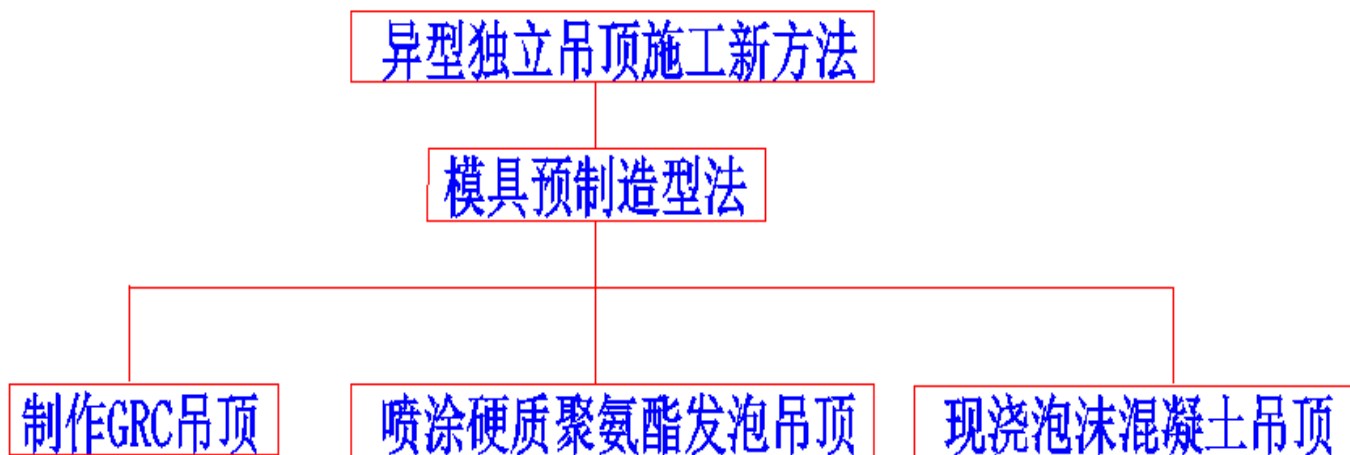 异型独立吊顶施工新方法
模具预制造型法
制作GRC吊顶
喷涂硬质聚氨酯发泡吊顶
现浇泡沫混凝土吊顶